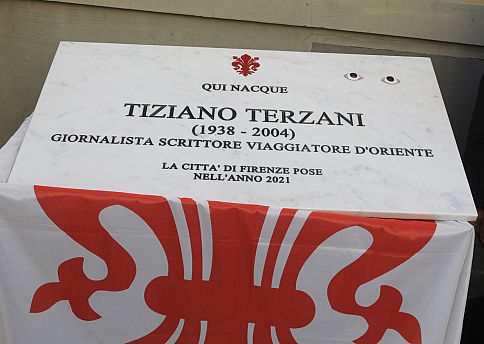 QUI NACQUE
TIZIANO TERZANI
(1938 - 2004)
GIORNALISTA SCRITTORE VIAGGIATORE D'ORIENTE
LA CITTA' DI FIRENZE POSE
NELL'ANNO 2021